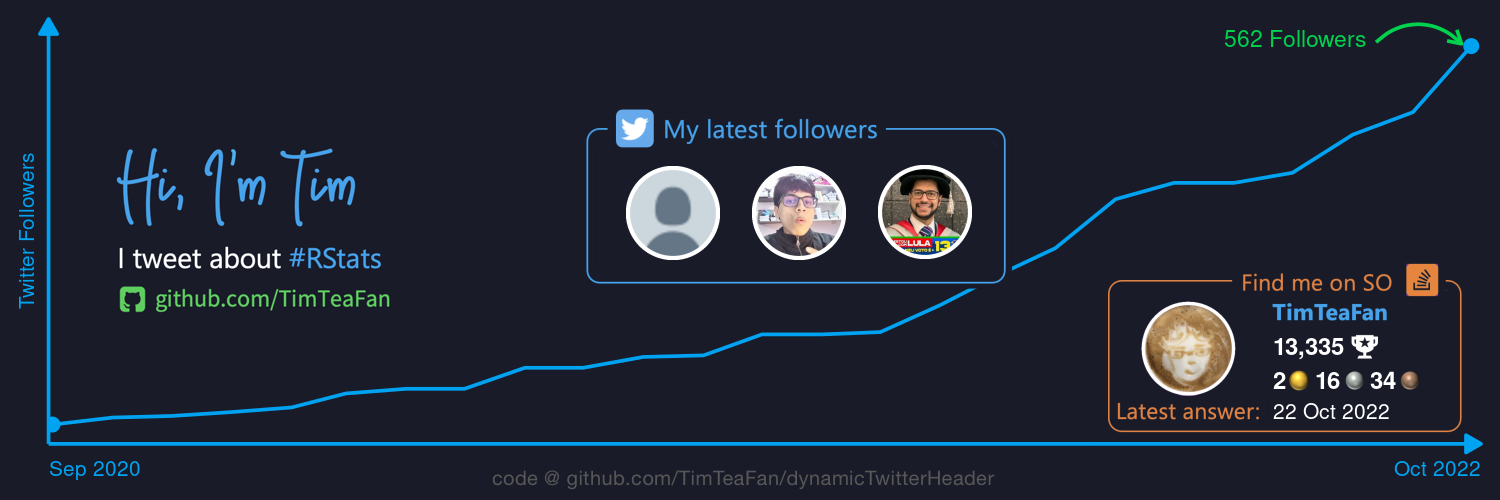 562 Followers
My latest followers
LULA
13
Twitter Followers
Hi, I'm Tim
I tweet about #RStats
github.com/TimTeaFan
Find me on SO
TimTeaFan
13,335
2 16 34
Latest answer: 22 Oct 2022
Sep 2020
Oct 2022
code @ github.com/TimTeaFan/dynamicTwitterHeader